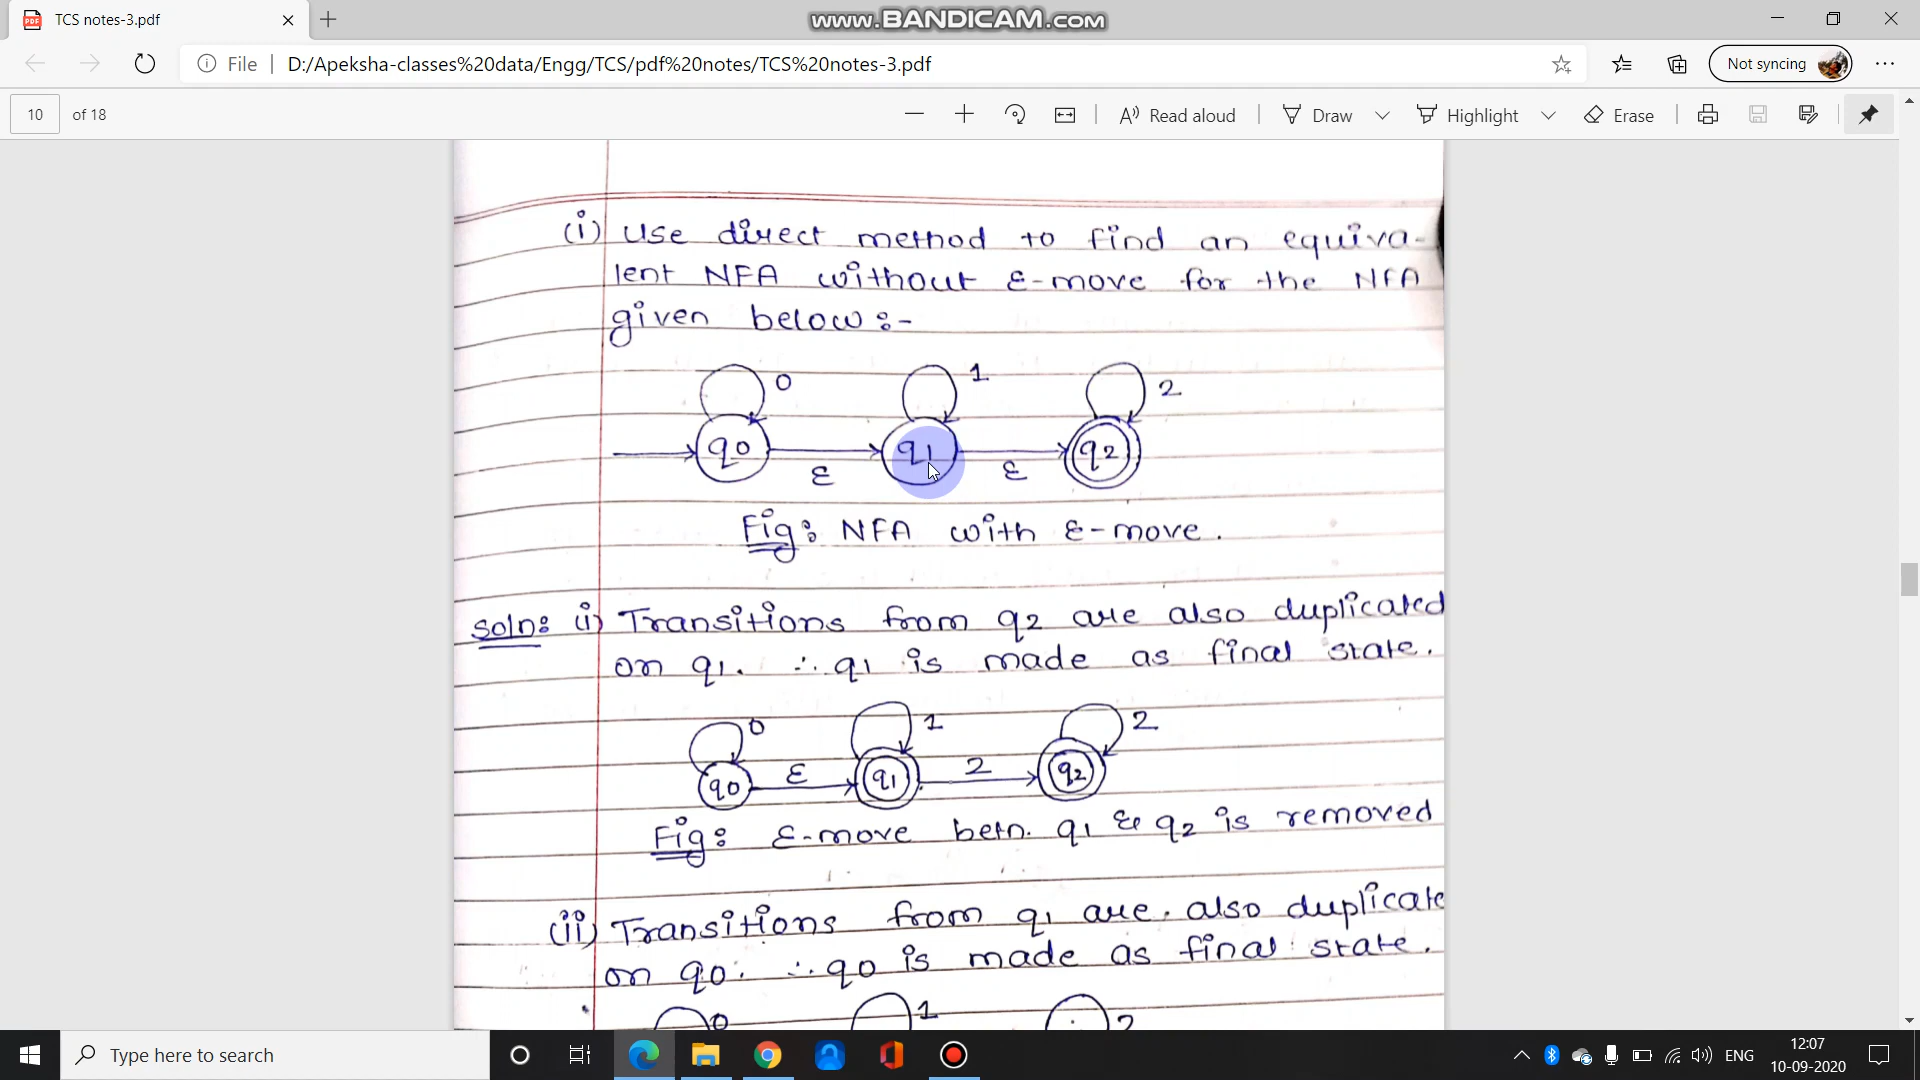 TCS notes-3.pdf
www.BANDICAM.com
File
D:/Apeksha-classes%20data/Engg/TCS/pdf%20notes/TCS%20notes-3.pdf
Not syncing
10 of 18
Read aloud
Draw
Highlight
Erase
(i) Use direct method to find an equiva-
lent NFA without ε-move for the NFA
given below :-
0 1 2
q0 ε q1 ε q2
Fig: NFA with ε-move.
soln: (i) Transitions from q2 are also duplicated
on q1. ∴ q1 is made as final state.
0 1 2
q0 ε q1 2 q2
Fig: ε-move betn. q1 & q2 is removed
(ii) Transitions from q1 are also duplicate
on q0. ∴ q0 is made as final state.
0 1 2
Type here to search
ENG
12:07
10-09-2020